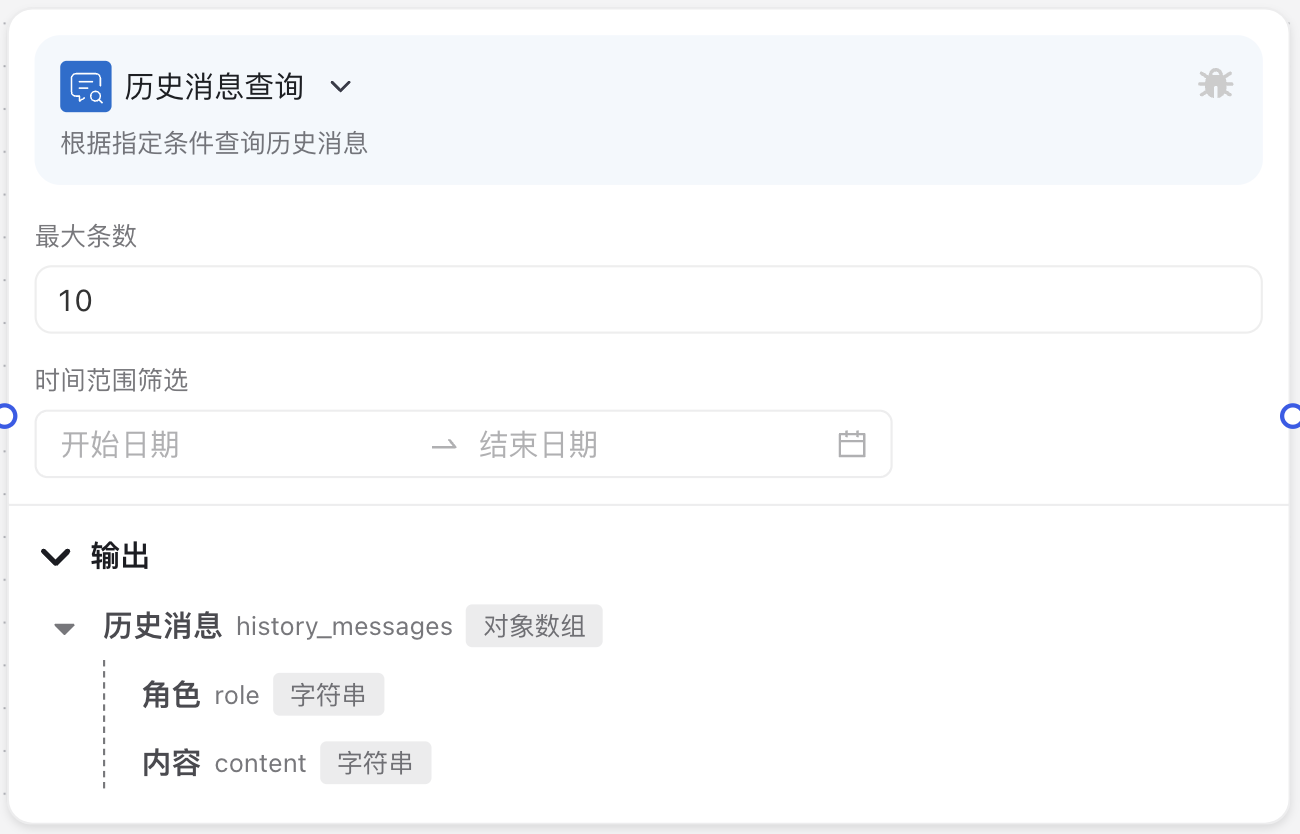 历史消息查询
根据指定条件查询历史消息
最大条数
10
时间范围筛选
开始日期 → 结束日期
输出
历史消息 history_messages 对象数组
角色 role 字符串
内容 content 字符串